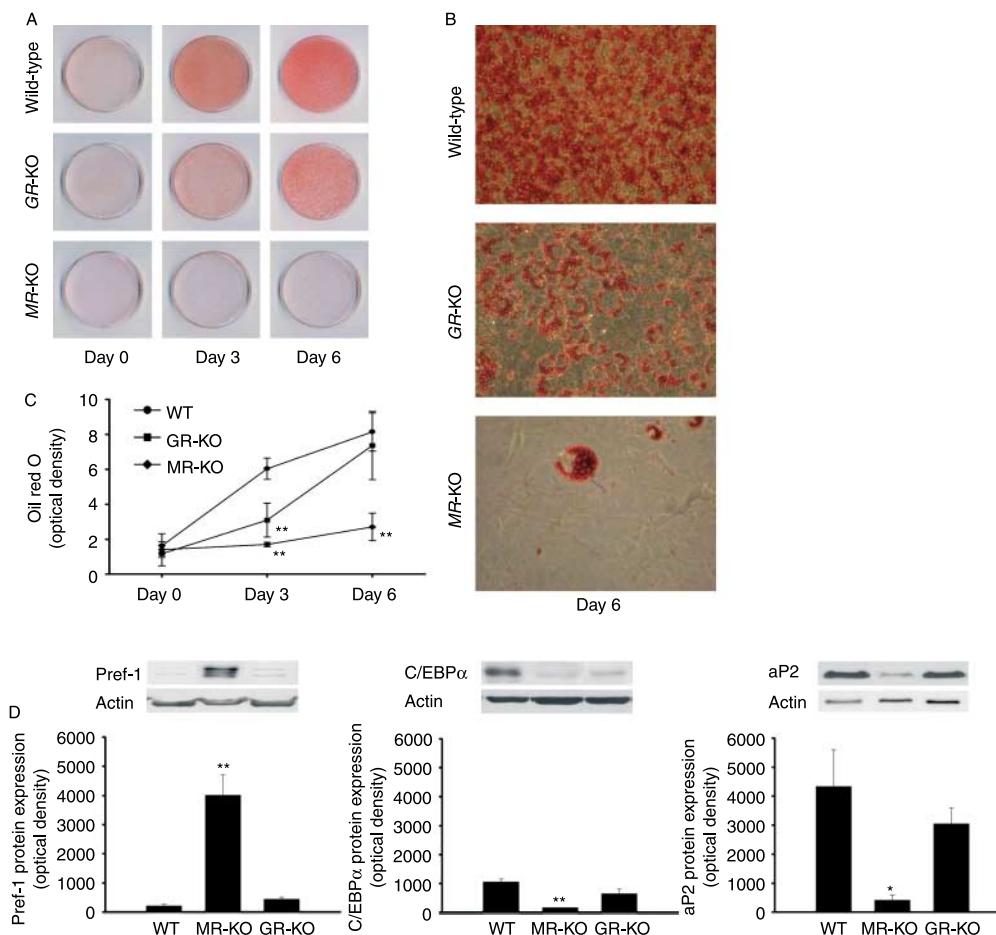 A
B
Wild-type
GR-KO
MR-KO
Day 0 Day 3 Day 6
Wild-type
GR-KO
MR-KO
Day 6
C
Oil red O
(optical density)
10
8
6
4
2
0
WT
GR-KO
MR-KO
**
**
**
Day 0 Day 3 Day 6
D
Pref-1
Actin
Pref-1 protein expression
(optical density)
6000
5000
4000
3000
2000
1000
0
**
WT MR-KO GR-KO
C/EBPα
Actin
C/EBPα protein expression
(optical density)
6000
5000
4000
3000
2000
1000
0
**
WT MR-KO GR-KO
aP2
Actin
aP2 protein expression
(optical density)
6000
5000
4000
3000
2000
1000
0
*
WT MR-KO GR-KO